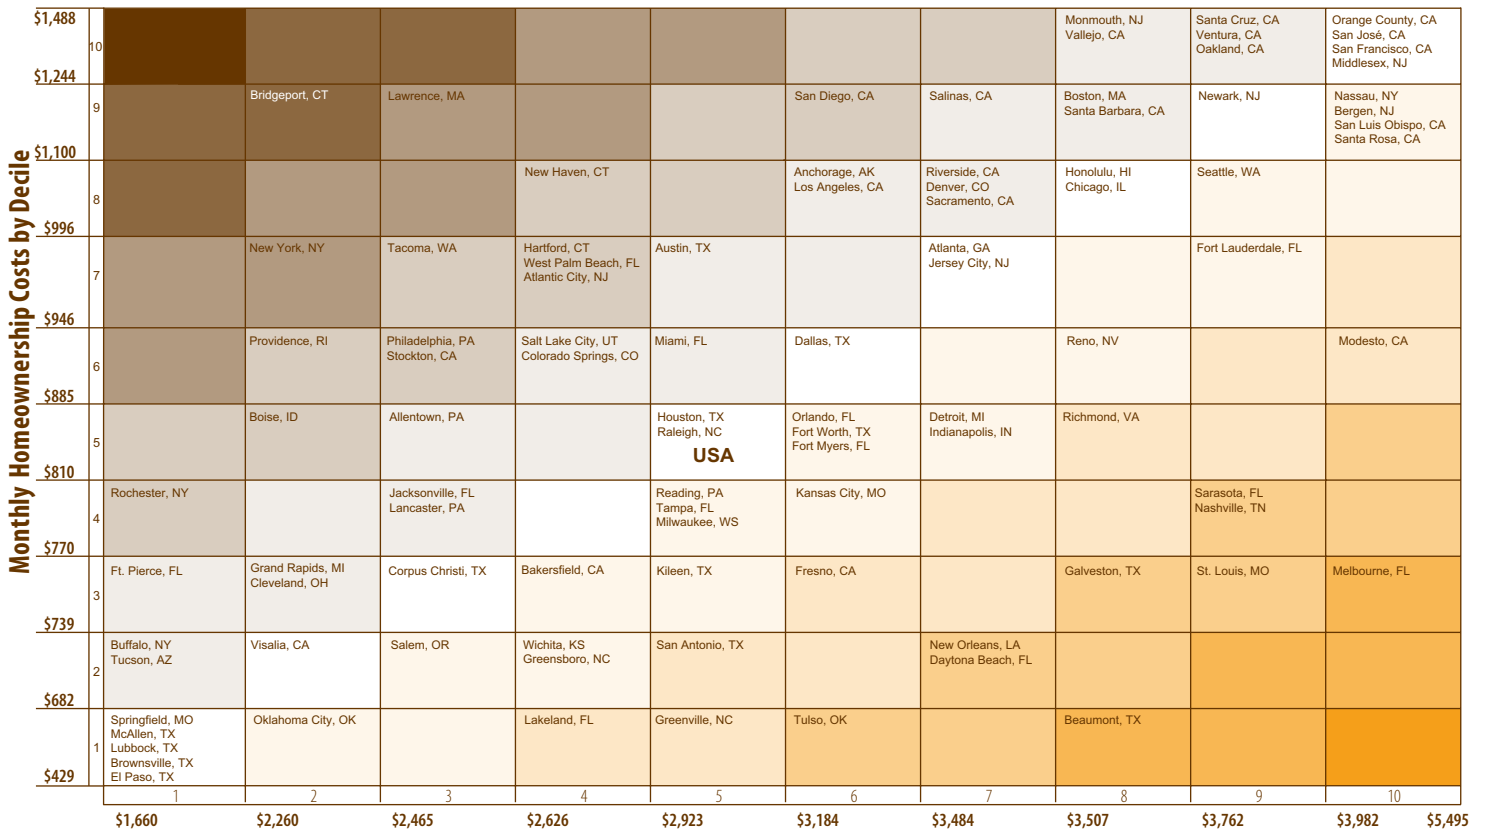 $1,488
10
Monmouth, NJ
Vallejo, CA
Santa Cruz, CA
Ventura, CA
Oakland, CA
Orange County, CA
San José, CA
San Francisco, CA
Middlesex, NJ
$1,244
9
Bridgeport, CT
Lawrence, MA
San Diego, CA
Salinas, CA
Boston, MA
Santa Barbara, CA
Newark, NJ
Nassau, NY
Bergen, NJ
San Luis Obispo, CA
Santa Rosa, CA
$1,100
8
New Haven, CT
Anchorage, AK
Los Angeles, CA
Riverside, CA
Denver, CO
Sacramento, CA
Honolulu, HI
Chicago, IL
Seattle, WA
$996
7
New York, NY
Tacoma, WA
Hartford, CT
West Palm Beach, FL
Atlantic City, NJ
Austin, TX
Atlanta, GA
Jersey City, NJ
Fort Lauderdale, FL
$946
6
Providence, RI
Philadelphia, PA
Stockton, CA
Salt Lake City, UT
Colorado Springs, CO
Miami, FL
Dallas, TX
Reno, NV
Modesto, CA
$885
5
Boise, ID
Allentown, PA
Houston, TX
Raleigh, NC
USA
Orlando, FL
Fort Worth, TX
Fort Myers, FL
Detroit, MI
Indianapolis, IN
Richmond, VA
$810
4
Rochester, NY
Jacksonville, FL
Lancaster, PA
Reading, PA
Tampa, FL
Milwaukee, WS
Kansas City, MO
Sarasota, FL
Nashville, TN
$770
3
Ft. Pierce, FL
Grand Rapids, MI
Cleveland, OH
Corpus Christi, TX
Bakersfield, CA
Kileen, TX
Fresno, CA
Galveston, TX
St. Louis, MO
Melbourne, FL
$739
2
Buffalo, NY
Tucson, AZ
Visalia, CA
Salem, OR
Wichita, KS
Greensboro, NC
San Antonio, TX
New Orleans, LA
Daytona Beach, FL
$682
1
Springfield, MO
McAllen, TX
Lubbock, TX
Brownsville, TX
El Paso, TX
Oklahoma City, OK
Lakeland, FL
Greenville, NC
Tulso, OK
Beaumont, TX
$429
Monthly Homeownership Costs by Decile
1 2 3 4 5 6 7 8 9 10
$1,660 $2,260 $2,465 $2,626 $2,923 $3,184 $3,484 $3,507 $3,762 $3,982 $5,495